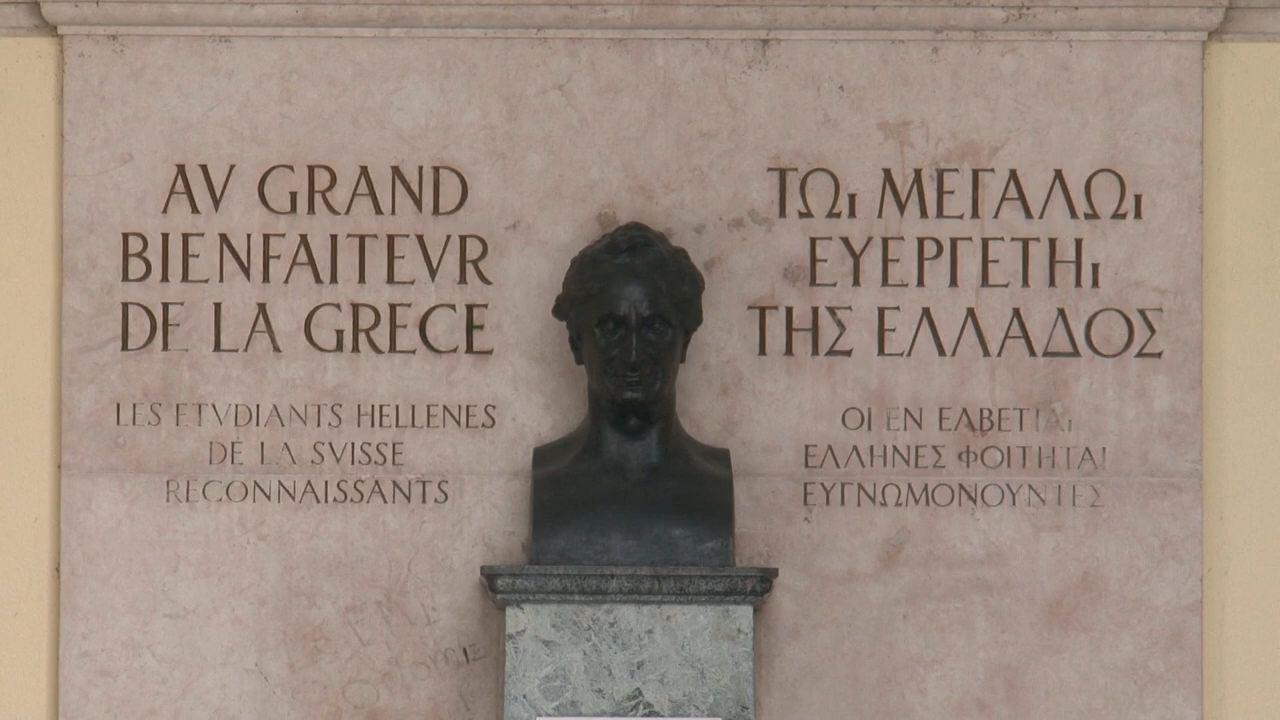 AV GRAND
BIENFAITEVR
DE LA GRECE
LES ETVDIANTS HELLENES
DE LA SVISSE
RECONNAISSANTS
ΤΩΙ ΜΕΓΑΛΩΙ
ΕΥΕΡΓΕΤΗΙ
ΤΗΣ ΕΛΛΑΔΟΣ
ΟΙ ΕΝ ΕΛΒΕΤΙΑΙ
ΕΛΛΗΝΕΣ ΦΟΙΤΗΤΑΙ
ΕΥΓΝΩΜΟΝΟΥΝΤΕΣ